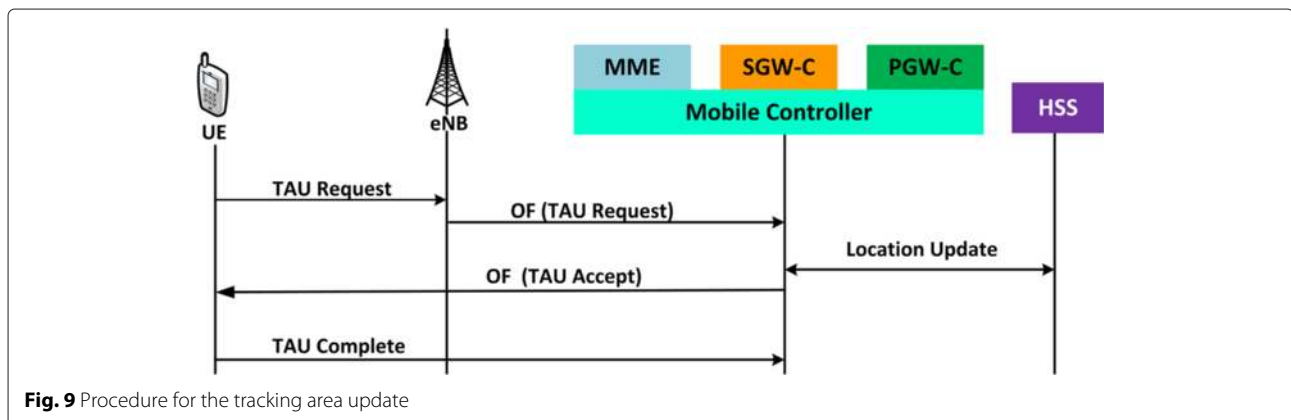 MME
SGW-C
PGW-C
Mobile Controller
HSS
UE
eNB
TAU Request
OF (TAU Request)
Location Update
OF (TAU Accept)
TAU Complete
Fig. 9 Procedure for the tracking area update